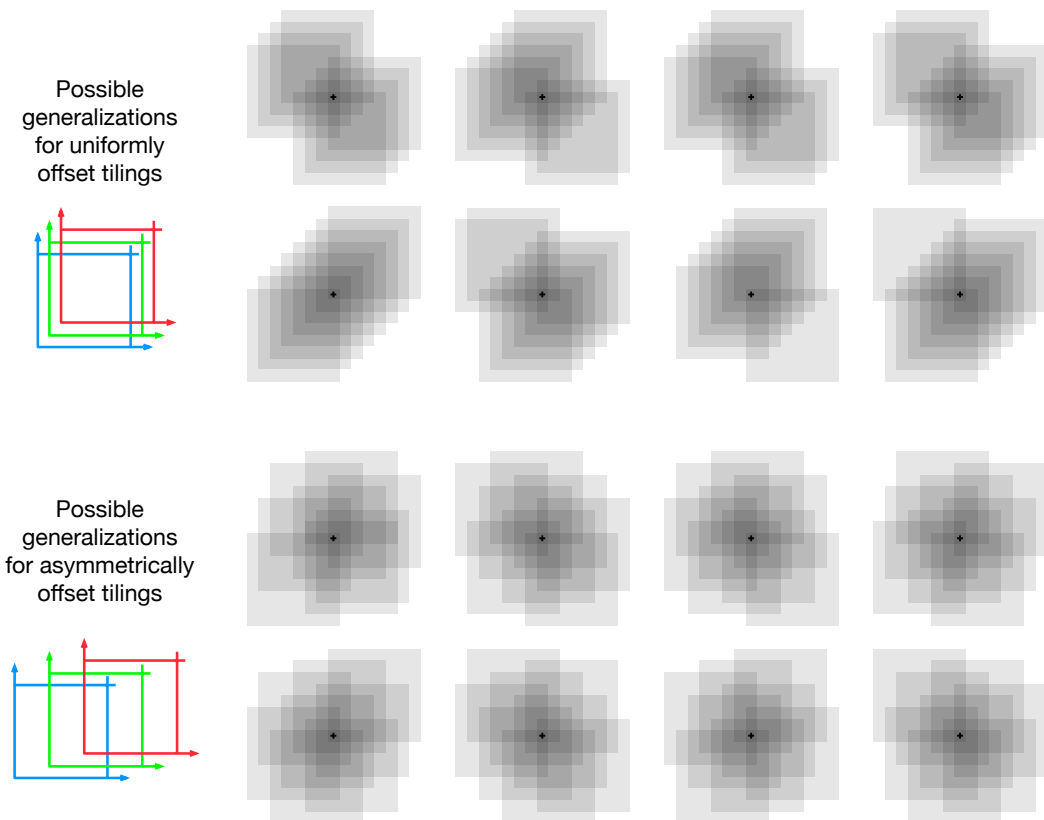 Possible
generalizations
for uniformly
offset tilings
Possible
generalizations
for asymmetrically
offset tilings